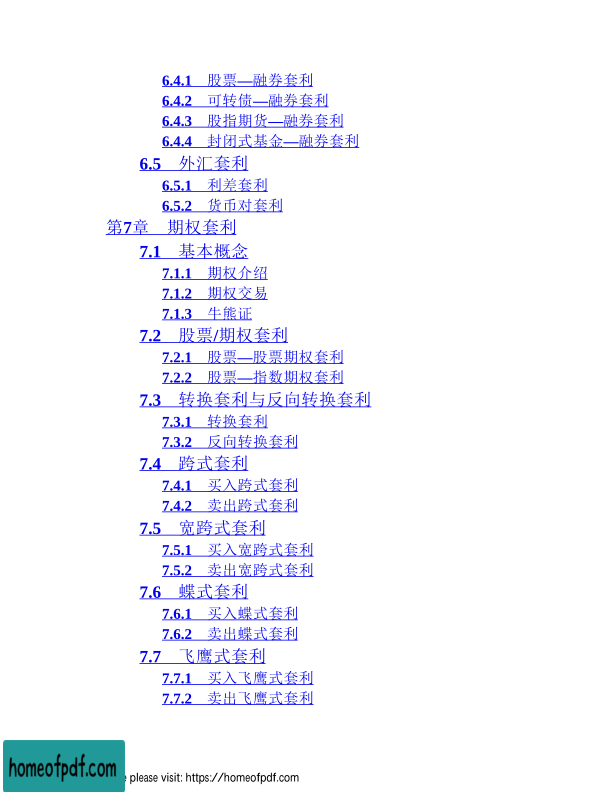 6.4.1 股票—融券套利
6.4.2 可转债—融券套利
6.4.3 股指期货—融券套利
6.4.4 封闭式基金—融券套利
6.5 外汇套利
6.5.1 利差套利
6.5.2 货币对套利
第7章 期权套利
7.1 基本概念
7.1.1 期权介绍
7.1.2 期权交易
7.1.3 牛熊证
7.2 股票/期权套利
7.2.1 股票—股票期权套利
7.2.2 股票—指数期权套利
7.3 转换套利与反向转换套利
7.3.1 转换套利
7.3.2 反向转换套利
7.4 跨式套利
7.4.1 买入跨式套利
7.4.2 卖出跨式套利
7.5 宽跨式套利
7.5.1 买入宽跨式套利
7.5.2 卖出宽跨式套利
7.6 蝶式套利
7.6.1 买入蝶式套利
7.6.2 卖出蝶式套利
7.7 飞鹰式套利
7.7.1 买入飞鹰式套利
7.7.2 卖出飞鹰式套利
homeofpdf.com
please visit: https://homeofpdf.com